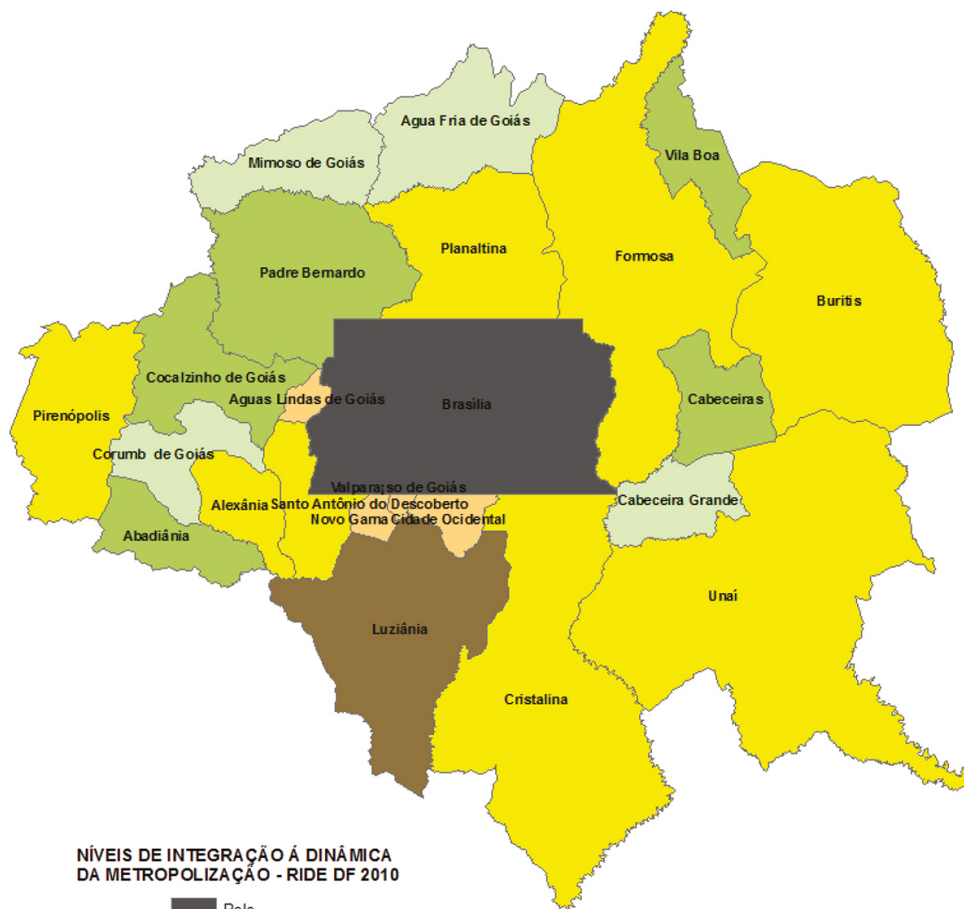 Agua Fria de Goiás
Mimoso de Goiás
Vila Boa
Planaltina
Formosa
Padre Bernardo
Buritis
Cocalzinho de Goiás
Aguas Lindas de Goiás
Cabeceiras
Brasília
Pirenópolis
Corumb de Goiás
Valpara¡so de Goiás
Cabeceira Grande
Alexânia
Santo Antônio do Descoberto
Novo Gama
Cidade Ocidental
Abadiânia
Unaí
Luziânia
Cristalina
NÍVEIS DE INTEGRAÇÃO Á DINÂMICA
DA METROPOLIZAÇÃO - RIDE DF 2010